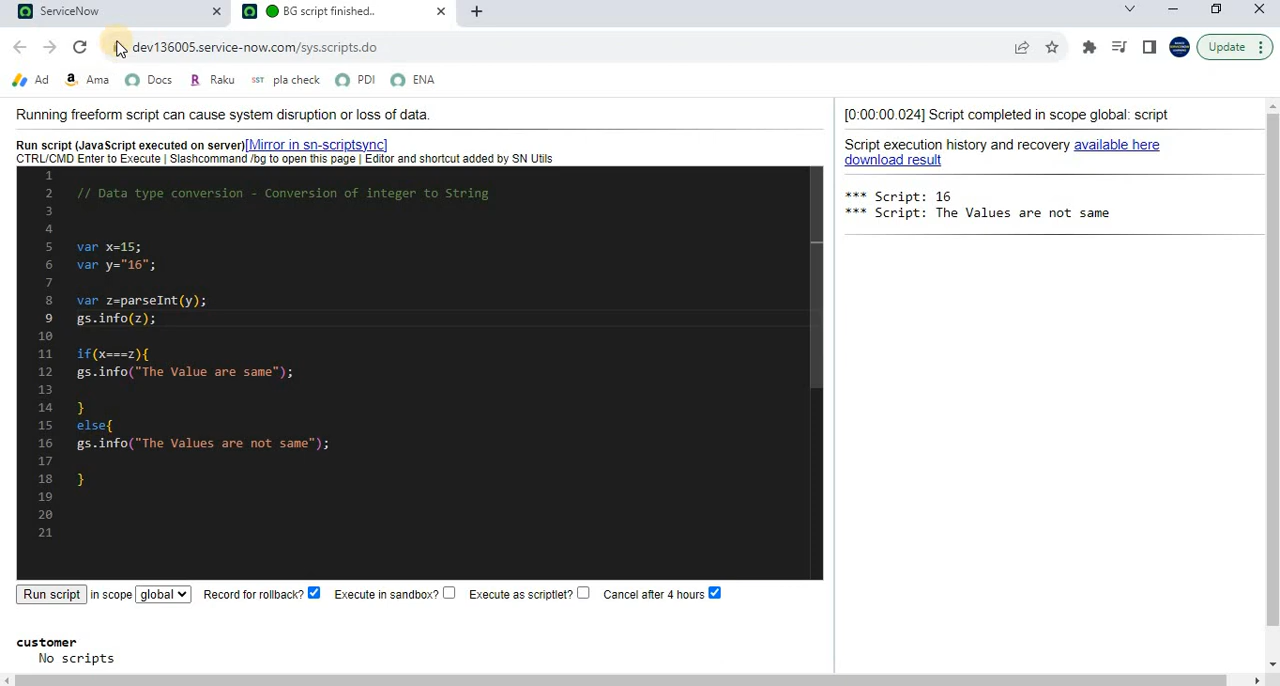 ServiceNow
BG script finished..
dev136005.service-now.com/sys.scripts.do
Update
Ad
Ama
Docs
Raku
SST pla check
PDI
ENA
Running freeform script can cause system disruption or loss of data.
Run script (JavaScript executed on server)[Mirror in sn-scriptsync]
CTRL/CMD Enter to Execute | Slashcommand /bg to open this page | Editor and shortcut added by SN Utils
1
2 // Data type conversion - Conversion of integer to String
3
4
5 var x=15;
6 var y="16";
7
8 var z=parseInt(y);
9 gs.info(z);
10
11 if(x===z){
12 gs.info("The Value are same");
13
14 }
15 else{
16 gs.info("The Values are not same");
17
18 }
19
20
21
Run script in scope global Record for rollback? Execute in sandbox? Execute as scriptlet? Cancel after 4 hours
customer
No scripts
[0:00:00.024] Script completed in scope global: script
Script execution history and recovery available here
download result
*** Script: 16
*** Script: The Values are not same